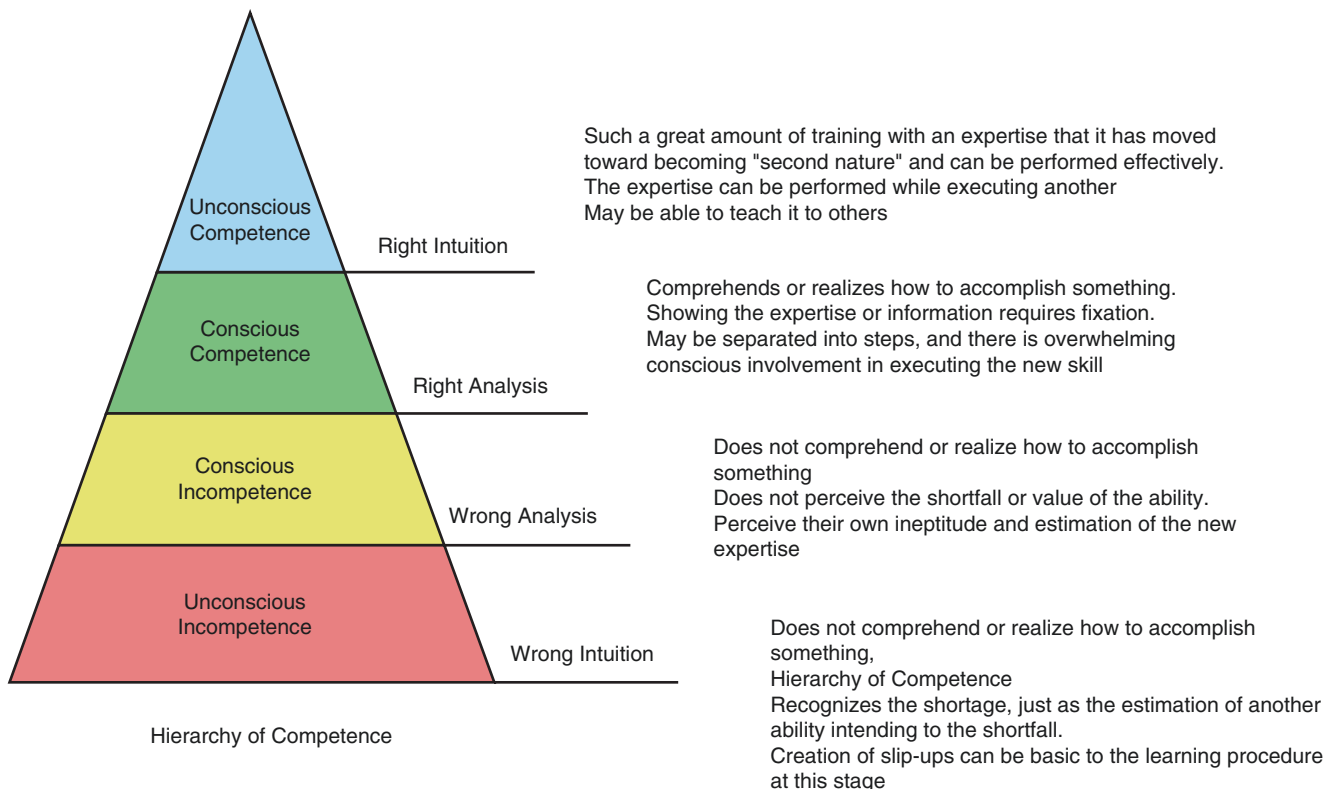 Such a great amount of training with an expertise that it has moved
toward becoming "second nature" and can be performed effectively.
The expertise can be performed while executing another
May be able to teach it to others
Unconscious
Competence
Right Intuition
Comprehends or realizes how to accomplish something.
Showing the expertise or information requires fixation.
May be separated into steps, and there is overwhelming
conscious involvement in executing the new skill
Conscious
Competence
Right Analysis
Does not comprehend or realize how to accomplish
something
Does not perceive the shortfall or value of the ability.
Perceive their own ineptitude and estimation of the new
expertise
Conscious
Incompetence
Wrong Analysis
Unconscious
Incompetence
Wrong Intuition
Does not comprehend or realize how to accomplish
something,
Hierarchy of Competence
Recognizes the shortage, just as the estimation of another
ability intending to the shortfall.
Creation of slip-ups can be basic to the learning procedure
at this stage
Hierarchy of Competence